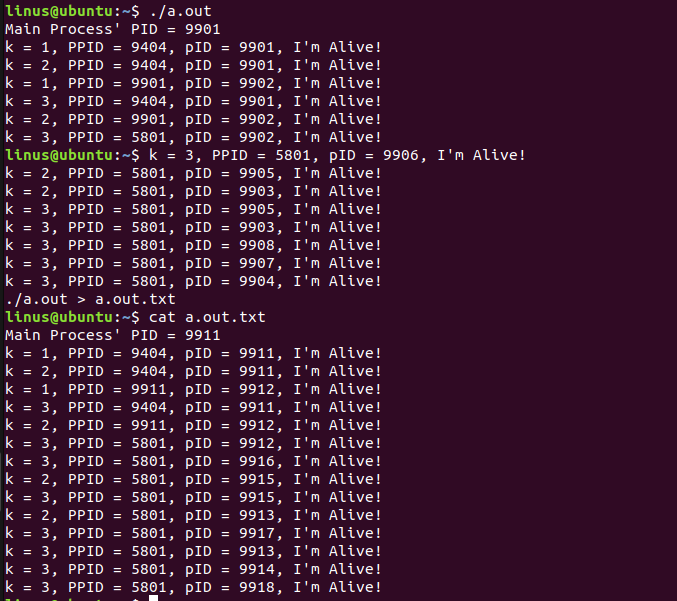 linus@ubuntu:~$ ./a.out
Main Process' PID = 9901
k = 1, PPID = 9404, pID = 9901, I'm Alive!
k = 2, PPID = 9404, pID = 9901, I'm Alive!
k = 1, PPID = 9901, pID = 9902, I'm Alive!
k = 3, PPID = 9404, pID = 9901, I'm Alive!
k = 2, PPID = 9901, pID = 9902, I'm Alive!
k = 3, PPID = 5801, pID = 9902, I'm Alive!
linus@ubuntu:~$ k = 3, PPID = 5801, pID = 9906, I'm Alive!
k = 2, PPID = 5801, pID = 9905, I'm Alive!
k = 2, PPID = 5801, pID = 9903, I'm Alive!
k = 3, PPID = 5801, pID = 9905, I'm Alive!
k = 3, PPID = 5801, pID = 9903, I'm Alive!
k = 3, PPID = 5801, pID = 9908, I'm Alive!
k = 3, PPID = 5801, pID = 9907, I'm Alive!
k = 3, PPID = 5801, pID = 9904, I'm Alive!
./a.out > a.out.txt
linus@ubuntu:~$ cat a.out.txt
Main Process' PID = 9911
k = 1, PPID = 9404, pID = 9911, I'm Alive!
k = 2, PPID = 9404, pID = 9911, I'm Alive!
k = 1, PPID = 9911, pID = 9912, I'm Alive!
k = 3, PPID = 9404, pID = 9911, I'm Alive!
k = 2, PPID = 9911, pID = 9912, I'm Alive!
k = 3, PPID = 5801, pID = 9912, I'm Alive!
k = 3, PPID = 5801, pID = 9916, I'm Alive!
k = 2, PPID = 5801, pID = 9915, I'm Alive!
k = 3, PPID = 5801, pID = 9915, I'm Alive!
k = 2, PPID = 5801, pID = 9913, I'm Alive!
k = 3, PPID = 5801, pID = 9917, I'm Alive!
k = 3, PPID = 5801, pID = 9913, I'm Alive!
k = 3, PPID = 5801, pID = 9914, I'm Alive!
k = 3, PPID = 5801, pID = 9918, I'm Alive!
linus@ubuntu:~$